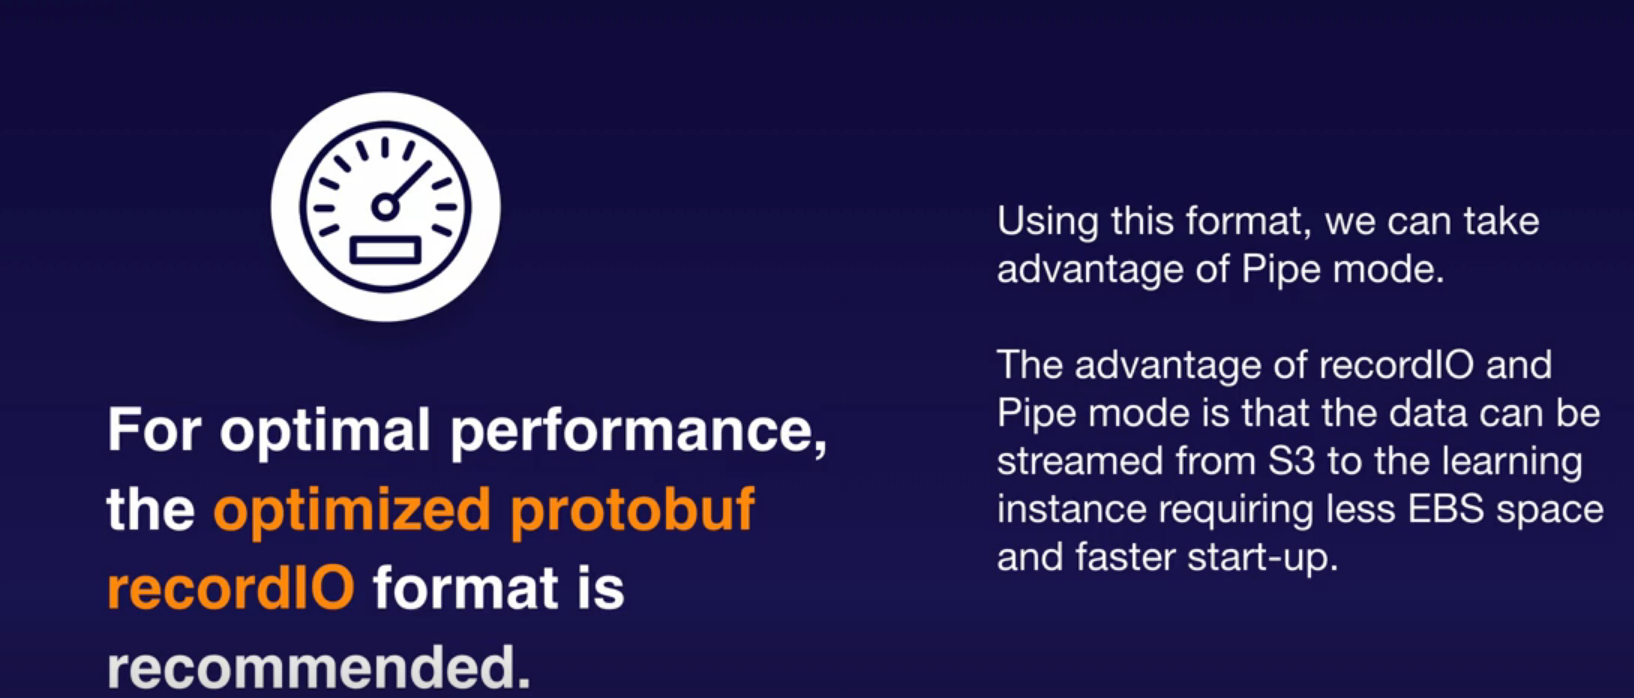 For optimal performance,
the optimized protobuf
recordIO format is
recommended.
Using this format, we can take
advantage of Pipe mode.
The advantage of recordIO and
Pipe mode is that the data can be
streamed from S3 to the learning
instance requiring less EBS space
and faster start-up.